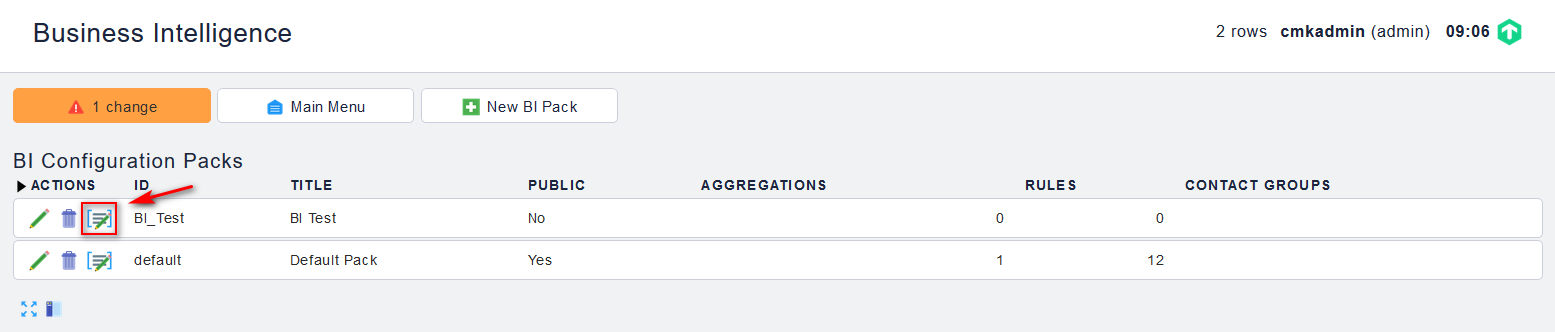 Business Intelligence
2 rows cmkadmin (admin) 09:06
1 change Main Menu New BI Pack
BI Configuration Packs
ACTIONS ID TITLE PUBLIC AGGREGATIONS RULES CONTACT GROUPS
BI_Test BI Test No 0 0
default Default Pack Yes 1 12